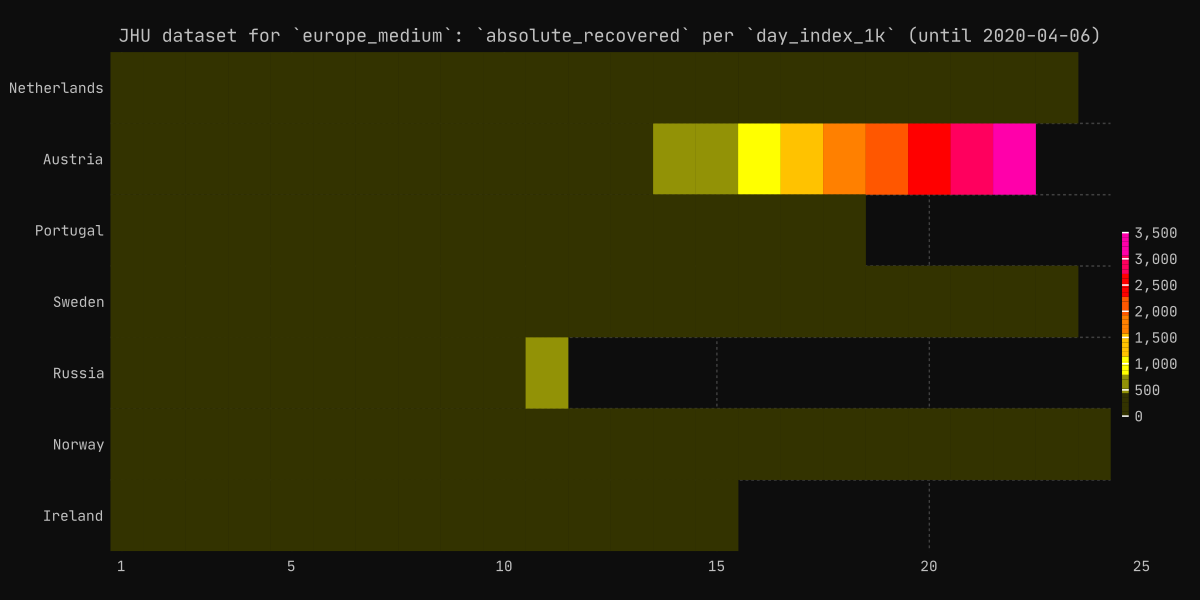 JHU dataset for `europe_medium`: `absolute_recovered` per `day_index_1k` (until 2020-04-06)
Netherlands
Austria
Portugal
Sweden
Russia
Norway
Ireland
3,500
3,000
2,500
2,000
1,500
1,000
500
0
1 5 10 15 20 25